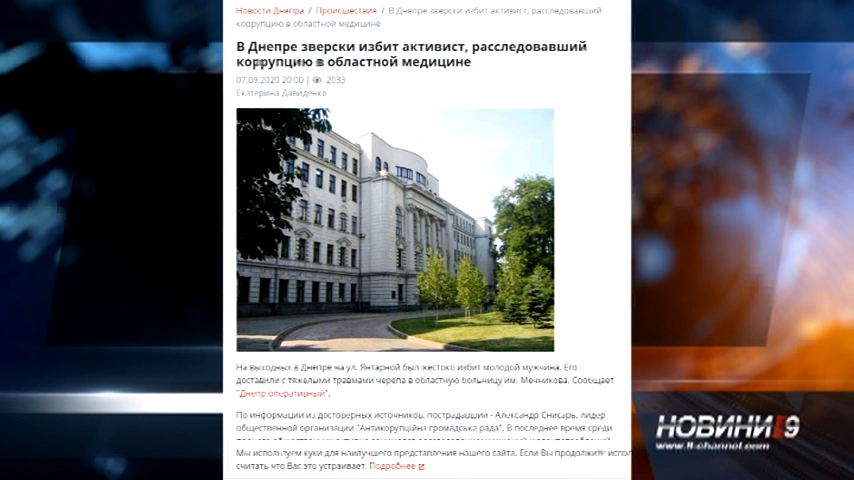 Новости Днепра / Происшествия / В Днепре зверски избит активист, расследовавший
коррупцию в областной медицине
В Днепре зверски избит активист, расследовавший
коррупцию в областной медицине
07.09.2020 20:00 | 2033
Екатерина Давиденко
На выходных в Днепре на ул. Янтарной был жестоко избит молодой мужчина. Его
доставили с тяжелыми травмами черепа в областную больницу им. Мечникова. Сообщает
"Днепр оперативный".
По информации из достоверных источников, пострадавший - Александр Снисарь, лидер
общественной организации "Антикорупційна громадська рада". В последнее время среди
Мы используем куки для наилучшего представления нашего сайта. Если Вы продолжите испол
считать что Вас это устраивает. Подробнее
НОВИНИ 9
www.11-channel.com